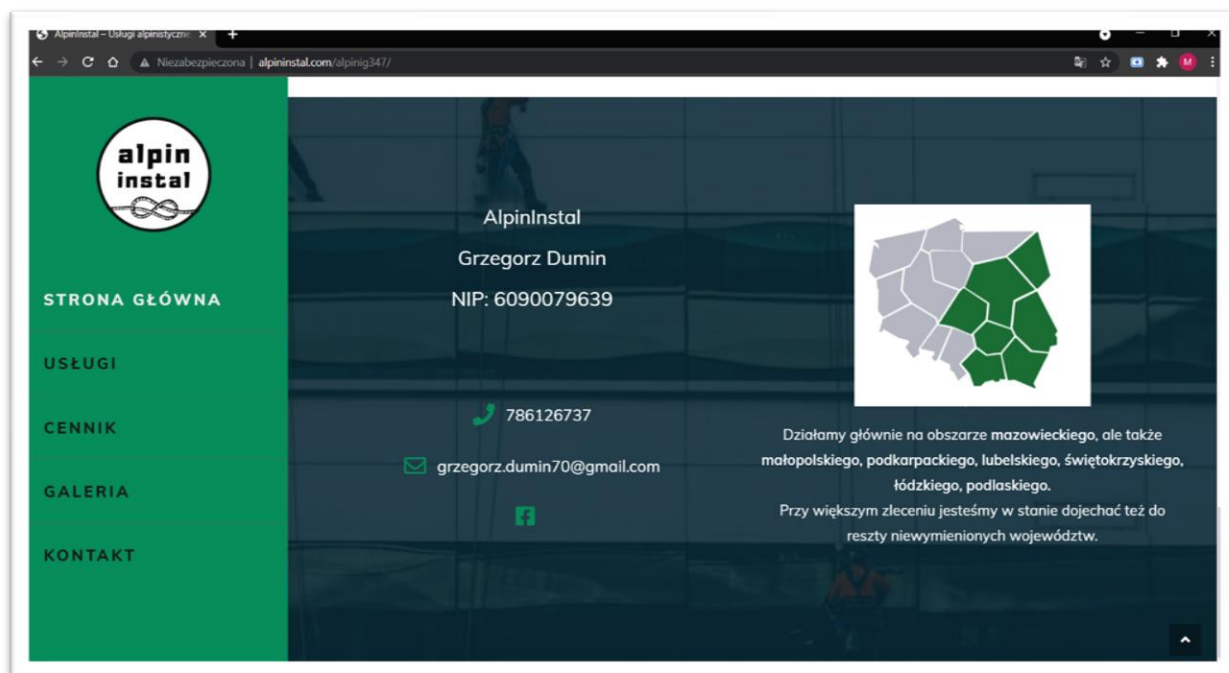 AlpinInstal – Usługi alpinistyczne
Niezabezpieczona | alpininstal.com/alpinig347/
M
alpin
instal
STRONA GŁÓWNA
USŁUGI
CENNIK
GALERIA
KONTAKT
AlpinInstal
Grzegorz Dumin
NIP: 6090079639
786126737
grzegorz.dumin70@gmail.com
Działamy głównie na obszarze mazowieckiego, ale także
małopolskiego, podkarpackiego, lubelskiego, świętokrzyskiego,
łódzkiego, podlaskiego.
Przy większym zleceniu jesteśmy w stanie dojechać też do
reszty niewymienionych województw.